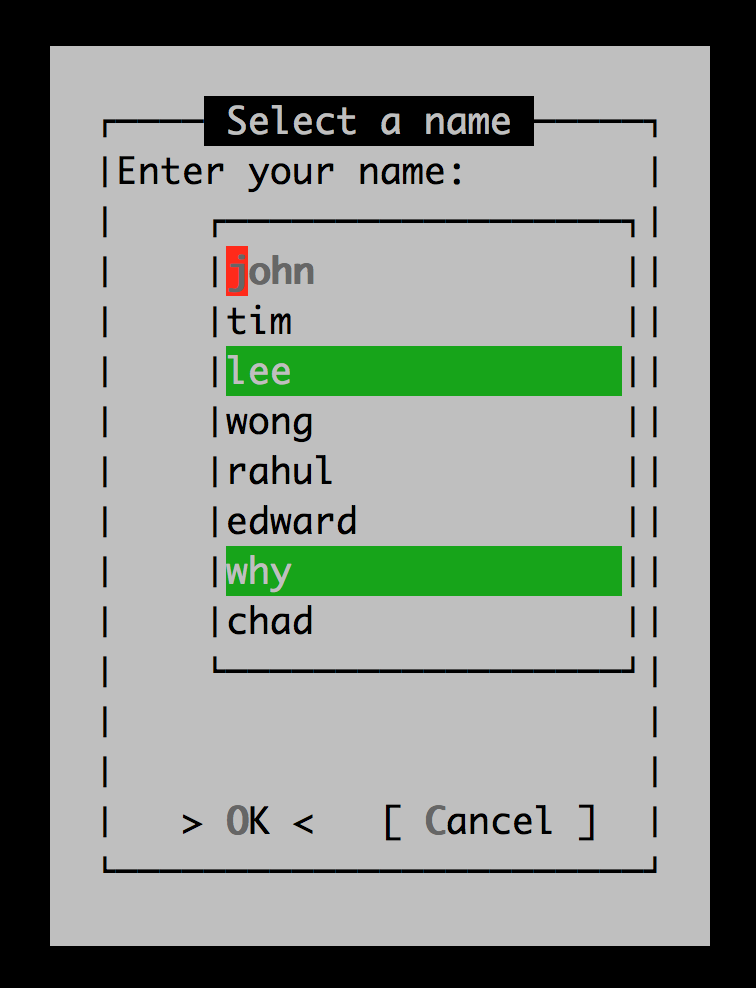 Select a name
Enter your name:
john
tim
lee
wong
rahul
edward
why
chad
> OK < [ Cancel ]